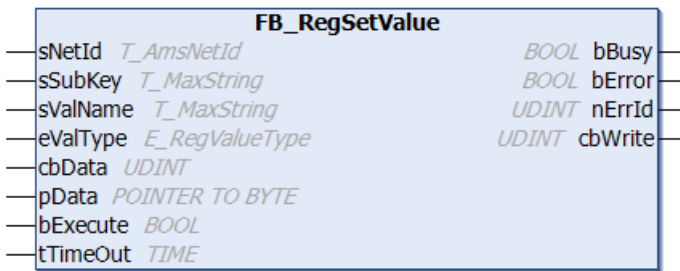 FB_RegSetValue
sNetId T_AmsNetId BOOL bBusy
sSubKey T_MaxString BOOL bError
sValName T_MaxString UDINT nErrId
eValType E_RegValueType UDINT cbWrite
cbData UDINT
pData POINTER TO BYTE
bExecute BOOL
tTimeOut TIME